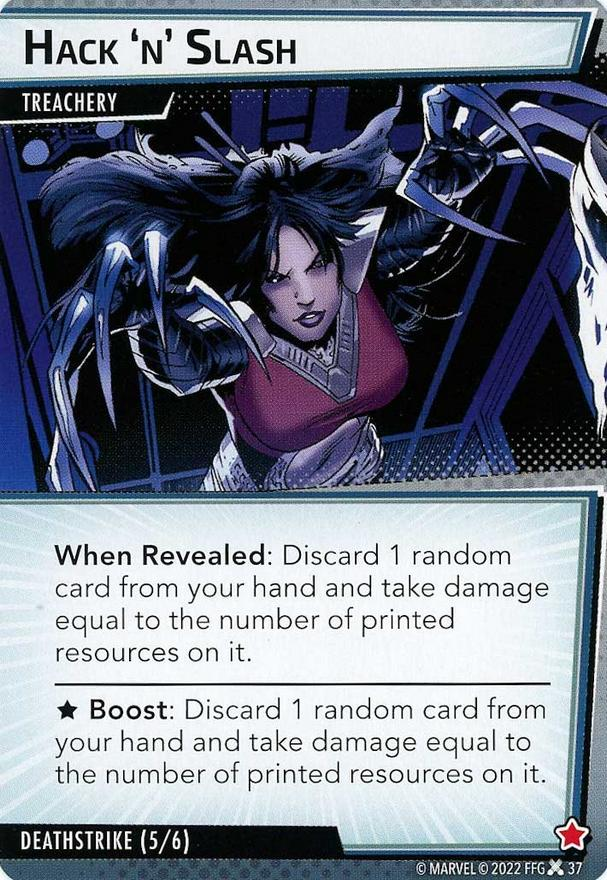 HACK 'N' SLASH
TREACHERY
When Revealed: Discard 1 random
card from your hand and take damage
equal to the number of printed
resources on it.
★ Boost: Discard 1 random card from
your hand and take damage equal to
the number of printed resources on it.
DEATHSTRIKE (5/6)
© MARVEL © 2022 FFG 37